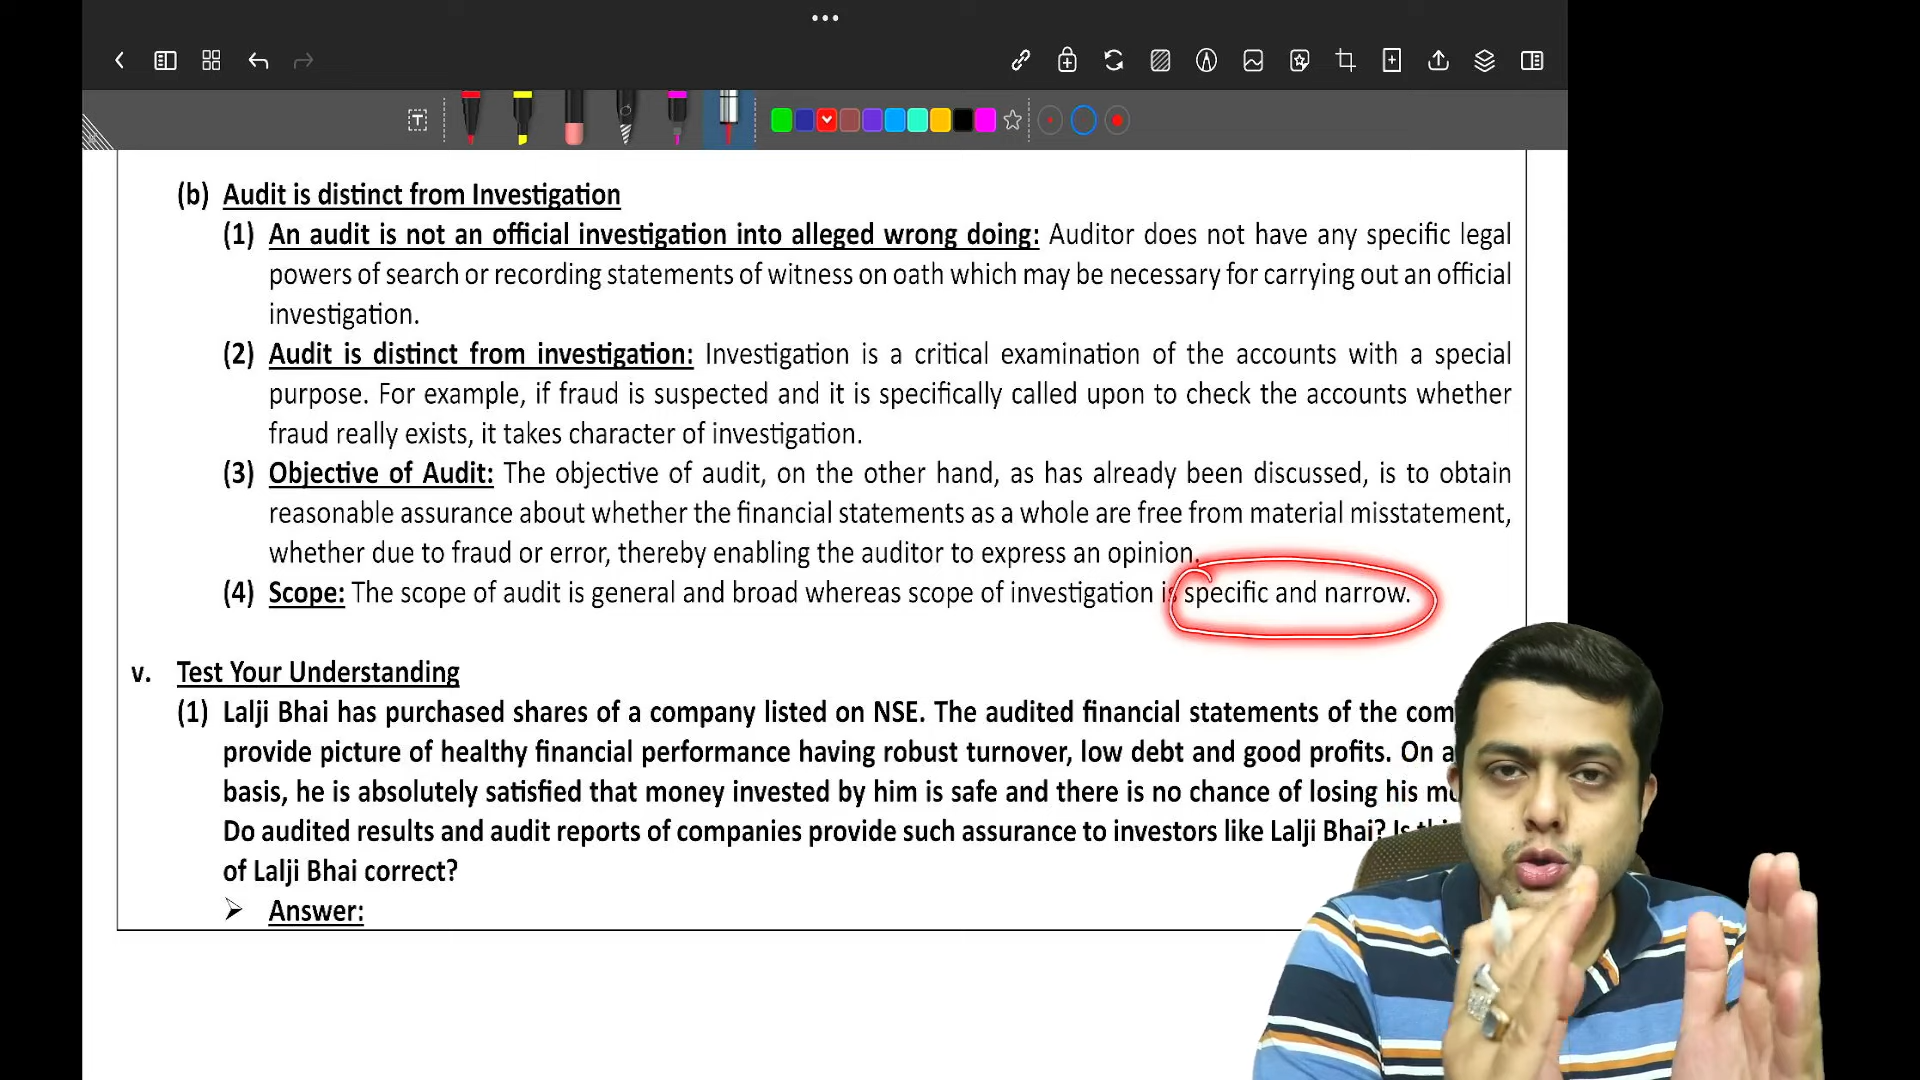 (b) Audit is distinct from Investigation
(1) An audit is not an official investigation into alleged wrong doing: Auditor does not have any specific legal
powers of search or recording statements of witness on oath which may be necessary for carrying out an official
investigation.
(2) Audit is distinct from investigation: Investigation is a critical examination of the accounts with a special
purpose. For example, if fraud is suspected and it is specifically called upon to check the accounts whether
fraud really exists, it takes character of investigation.
(3) Objective of Audit: The objective of audit, on the other hand, as has already been discussed, is to obtain
reasonable assurance about whether the financial statements as a whole are free from material misstatement,
whether due to fraud or error, thereby enabling the auditor to express an opinion.
(4) Scope: The scope of audit is general and broad whereas scope of investigation is specific and narrow.
v. Test Your Understanding
(1) Lalji Bhai has purchased shares of a company listed on NSE. The audited financial statements of the
provide picture of healthy financial performance having robust turnover, low debt and good profits. On
basis, he is absolutely satisfied that money invested by him is safe and there is no chance of losing his
Do audited results and audit reports of companies provide such assurance to investors like Lalji Bhai? Is
of Lalji Bhai correct?
➢ Answer: